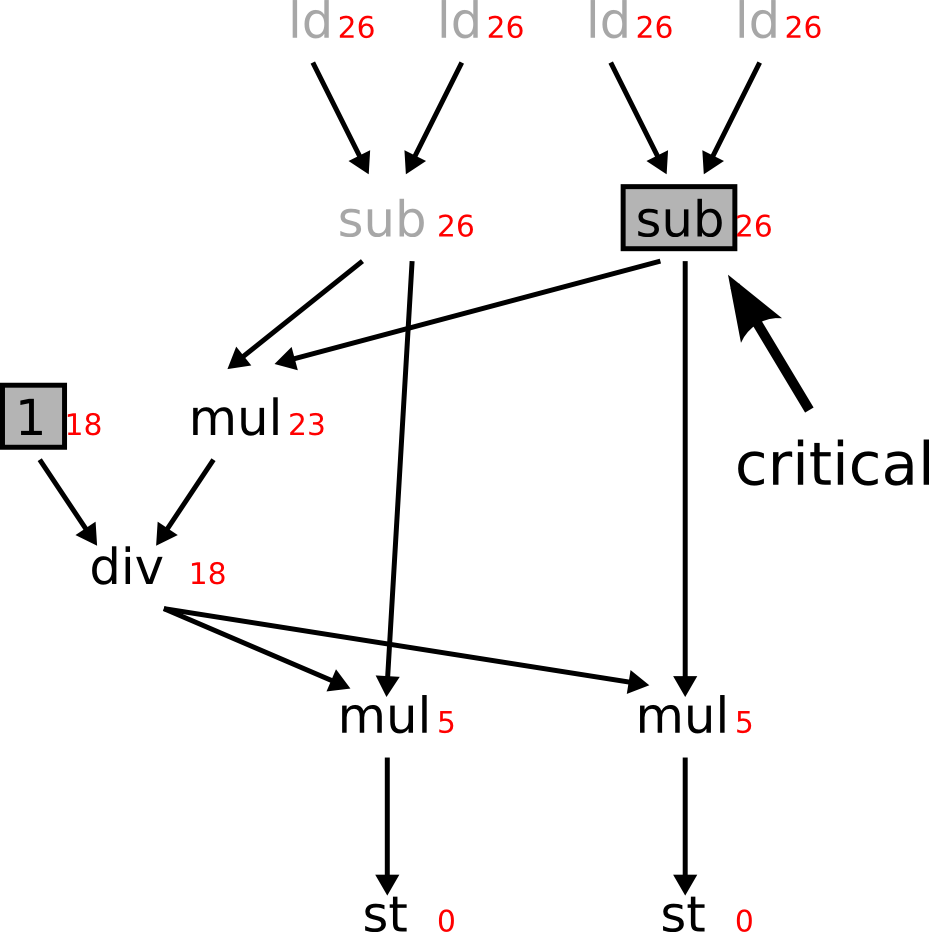 ld 26 ld 26 ld 26 ld 26
sub 26 sub 26
1 18 mul 23
critical
div 18
mul 5 mul 5
st 0 st 0